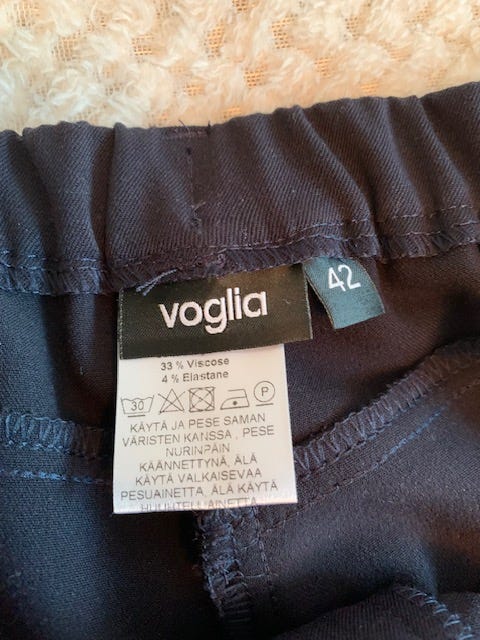 voglia
42
33 % Viscose
4 % Elastane
30
P
KÄYTÄ JA PESE SAMAN
VÄRISTEN KANSSA , PESE
NURINPÄIN
KÄÄNNETTYNÄ, ÄLÄ
KÄYTÄ VALKAISEVAA
PESUAINETTA, ÄLÄ KÄYTÄ
HUUHTELUAINETTA